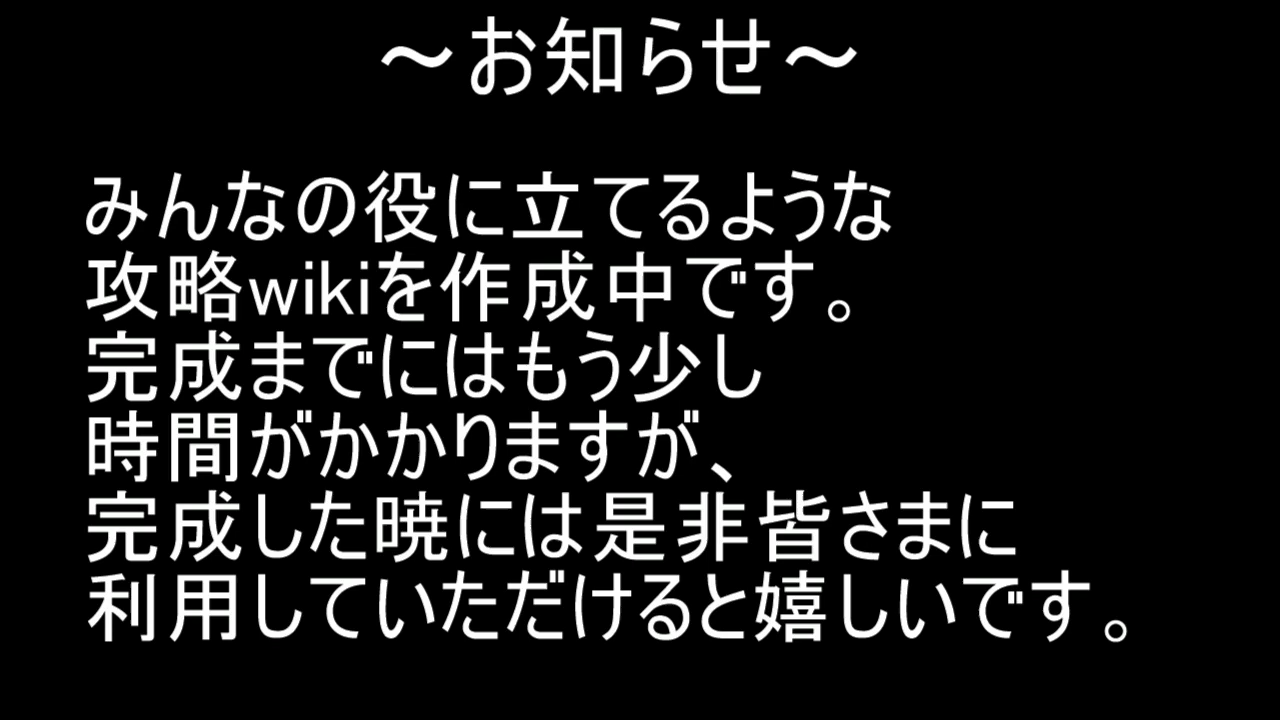 ～お知らせ～
みんなの役に立てるような
攻略wikiを作成中です。
完成までにはもう少し
時間がかかりますが、
完成した暁には是非皆さまに
利用していただけると嬉しいです。